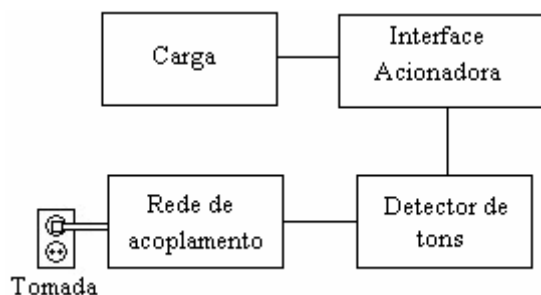 Carga
Interface
Acionadora
Rede de
acoplamento
Detector de
tons
Tomada